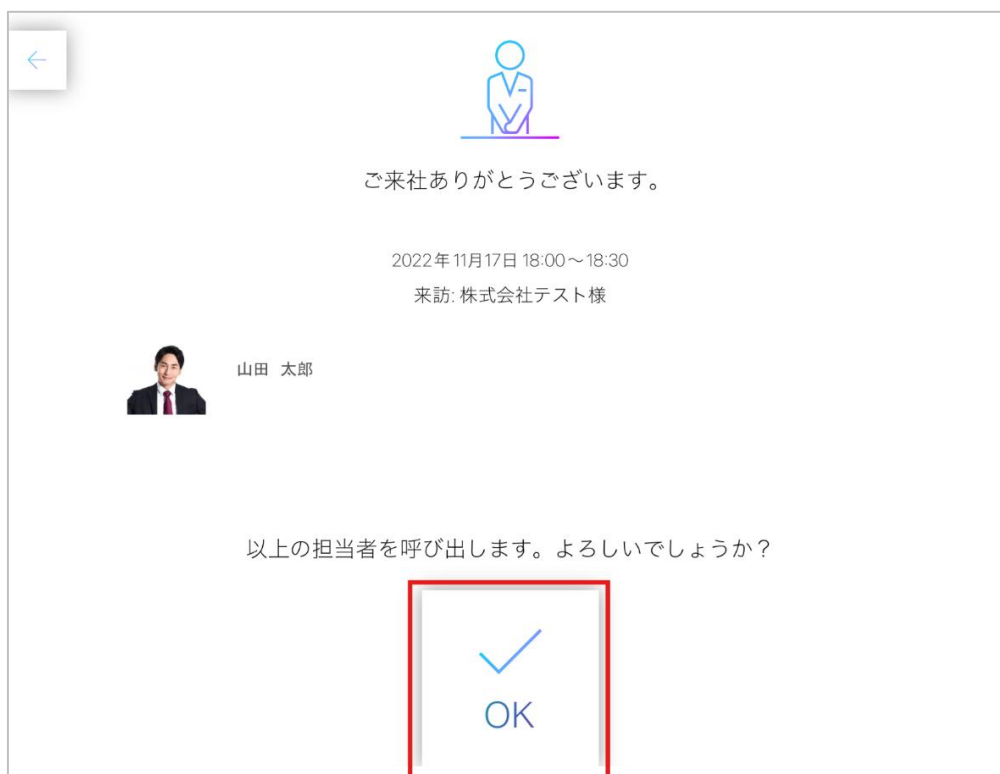 ご来社ありがとうございます。
2022年11月17日 18:00～18:30
来訪: 株式会社テスト様
山田 太郎
以上の担当者を呼び出します。よろしいでしょうか？
OK